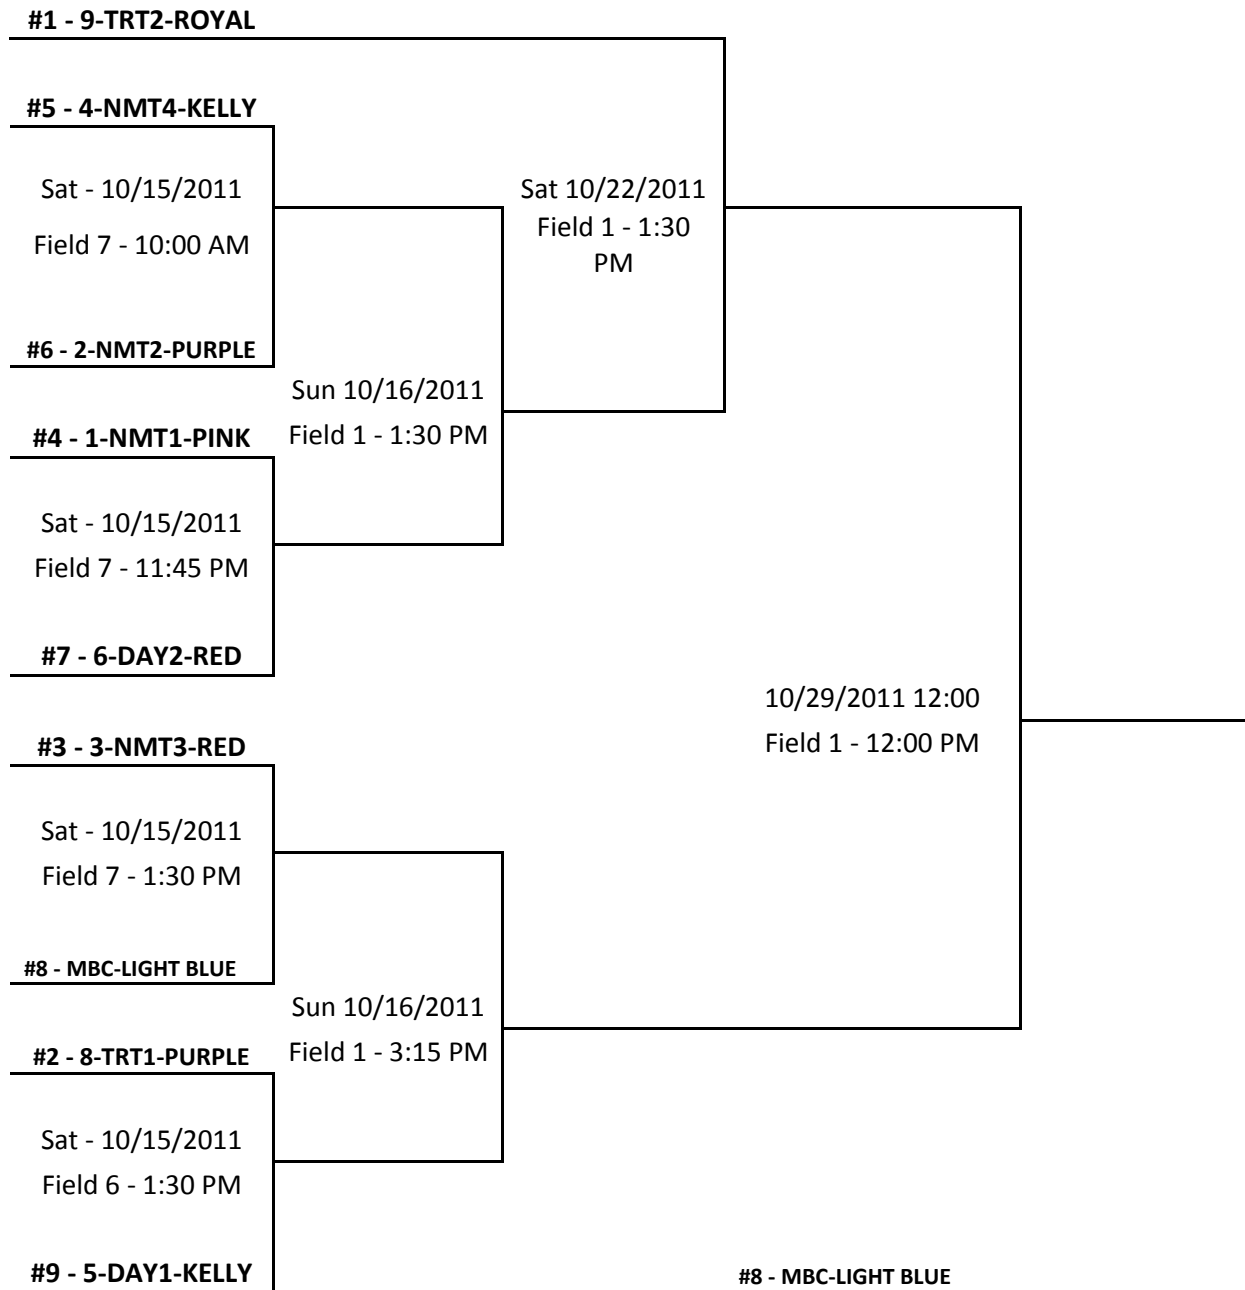 #1 - 9-TRT2-ROYAL
#5 - 4-NMT4-KELLY
Sat - 10/15/2011
Field 7 - 10:00 AM
#6 - 2-NMT2-PURPLE
Sat 10/22/2011
Field 1 - 1:30
PM
Sun 10/16/2011
Field 1 - 1:30 PM
#4 - 1-NMT1-PINK
Sat - 10/15/2011
Field 7 - 11:45 PM
#7 - 6-DAY2-RED
10/29/2011 12:00
Field 1 - 12:00 PM
#3 - 3-NMT3-RED
Sat - 10/15/2011
Field 7 - 1:30 PM
#8 - MBC-LIGHT BLUE
Sun 10/16/2011
Field 1 - 3:15 PM
#2 - 8-TRT1-PURPLE
Sat - 10/15/2011
Field 6 - 1:30 PM
#9 - 5-DAY1-KELLY
#8 - MBC-LIGHT BLUE